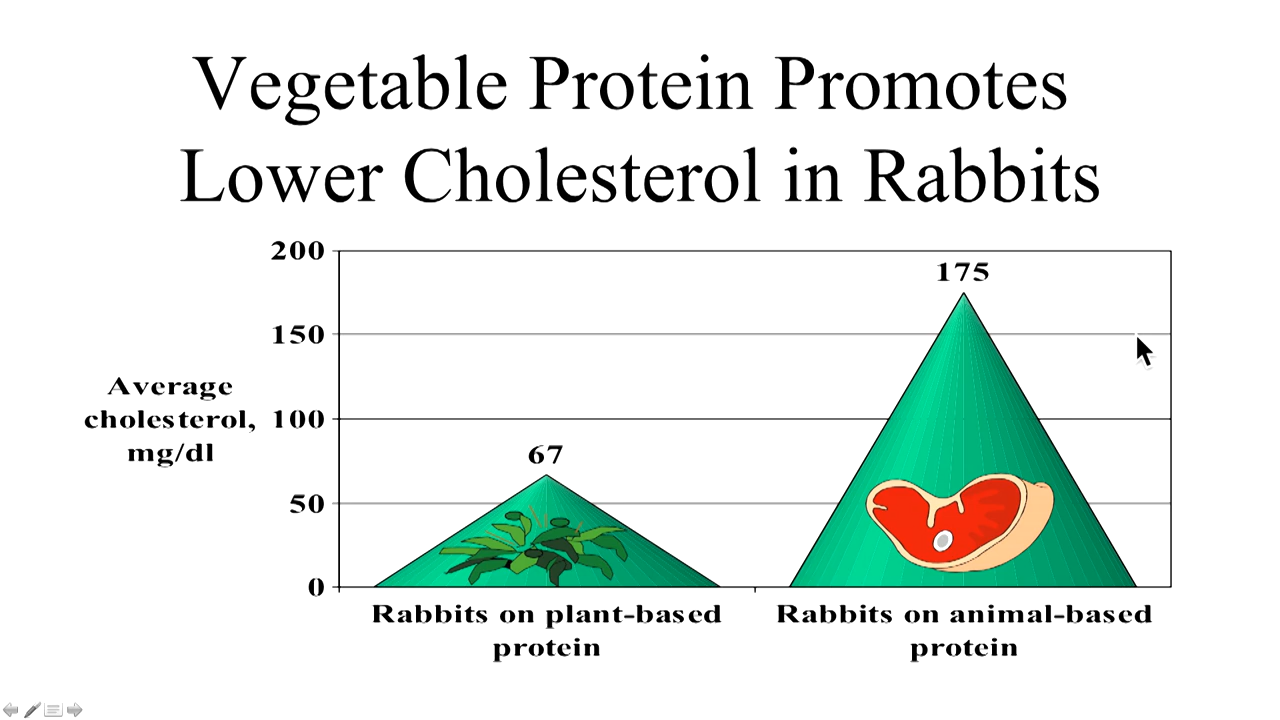 Vegetable Protein Promotes
Lower Cholesterol in Rabbits
200
175
150
Average
cholesterol,
mg/dl
100
67
50
0
Rabbits on plant-based
protein
Rabbits on animal-based
protein